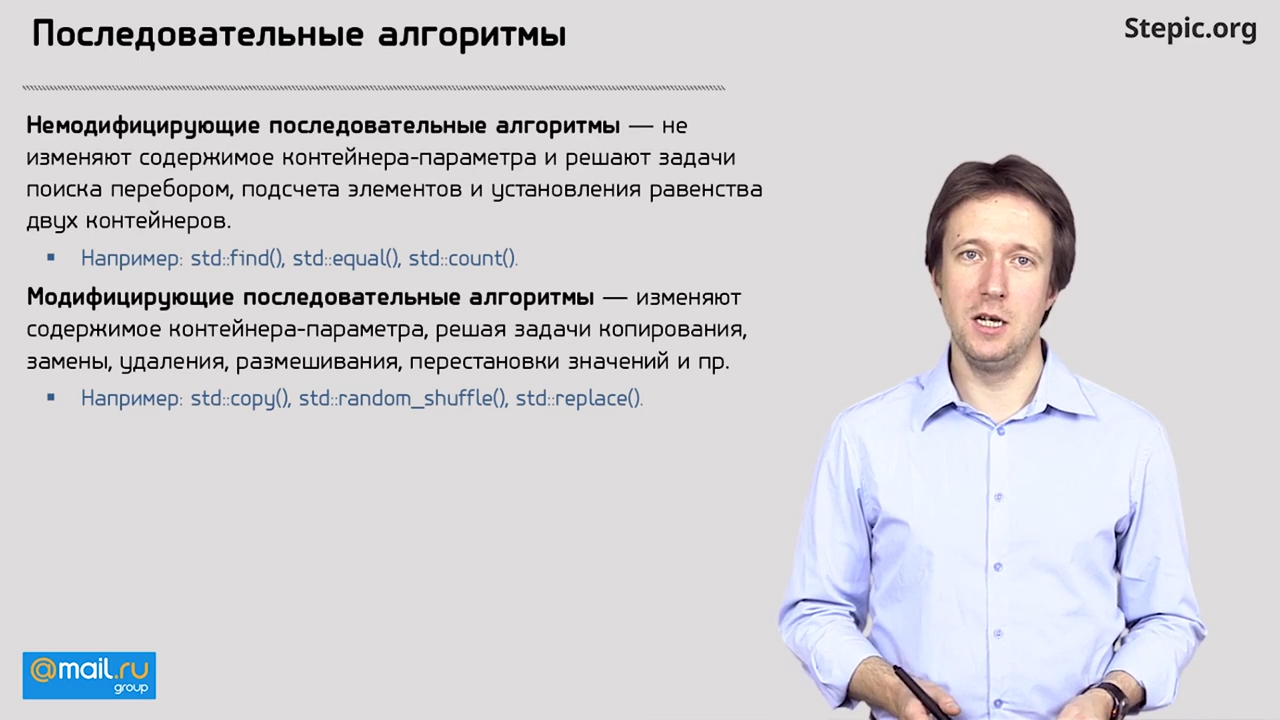 Последовательные алгоритмы
Stepic.org
Немодифицирующие последовательные алгоритмы — не
изменяют содержимое контейнера-параметра и решают задачи
поиска перебором, подсчета элементов и установления равенства
двух контейнеров.
▪ Например: std::find(), std::equal(), std::count().
Модифицирующие последовательные алгоритмы — изменяют
содержимое контейнера-параметра, решая задачи копирования,
замены, удаления, размешивания, перестановки значений и пр.
▪ Например: std::copy(), std::random_shuffle(), std::replace().
@mail.ru
group